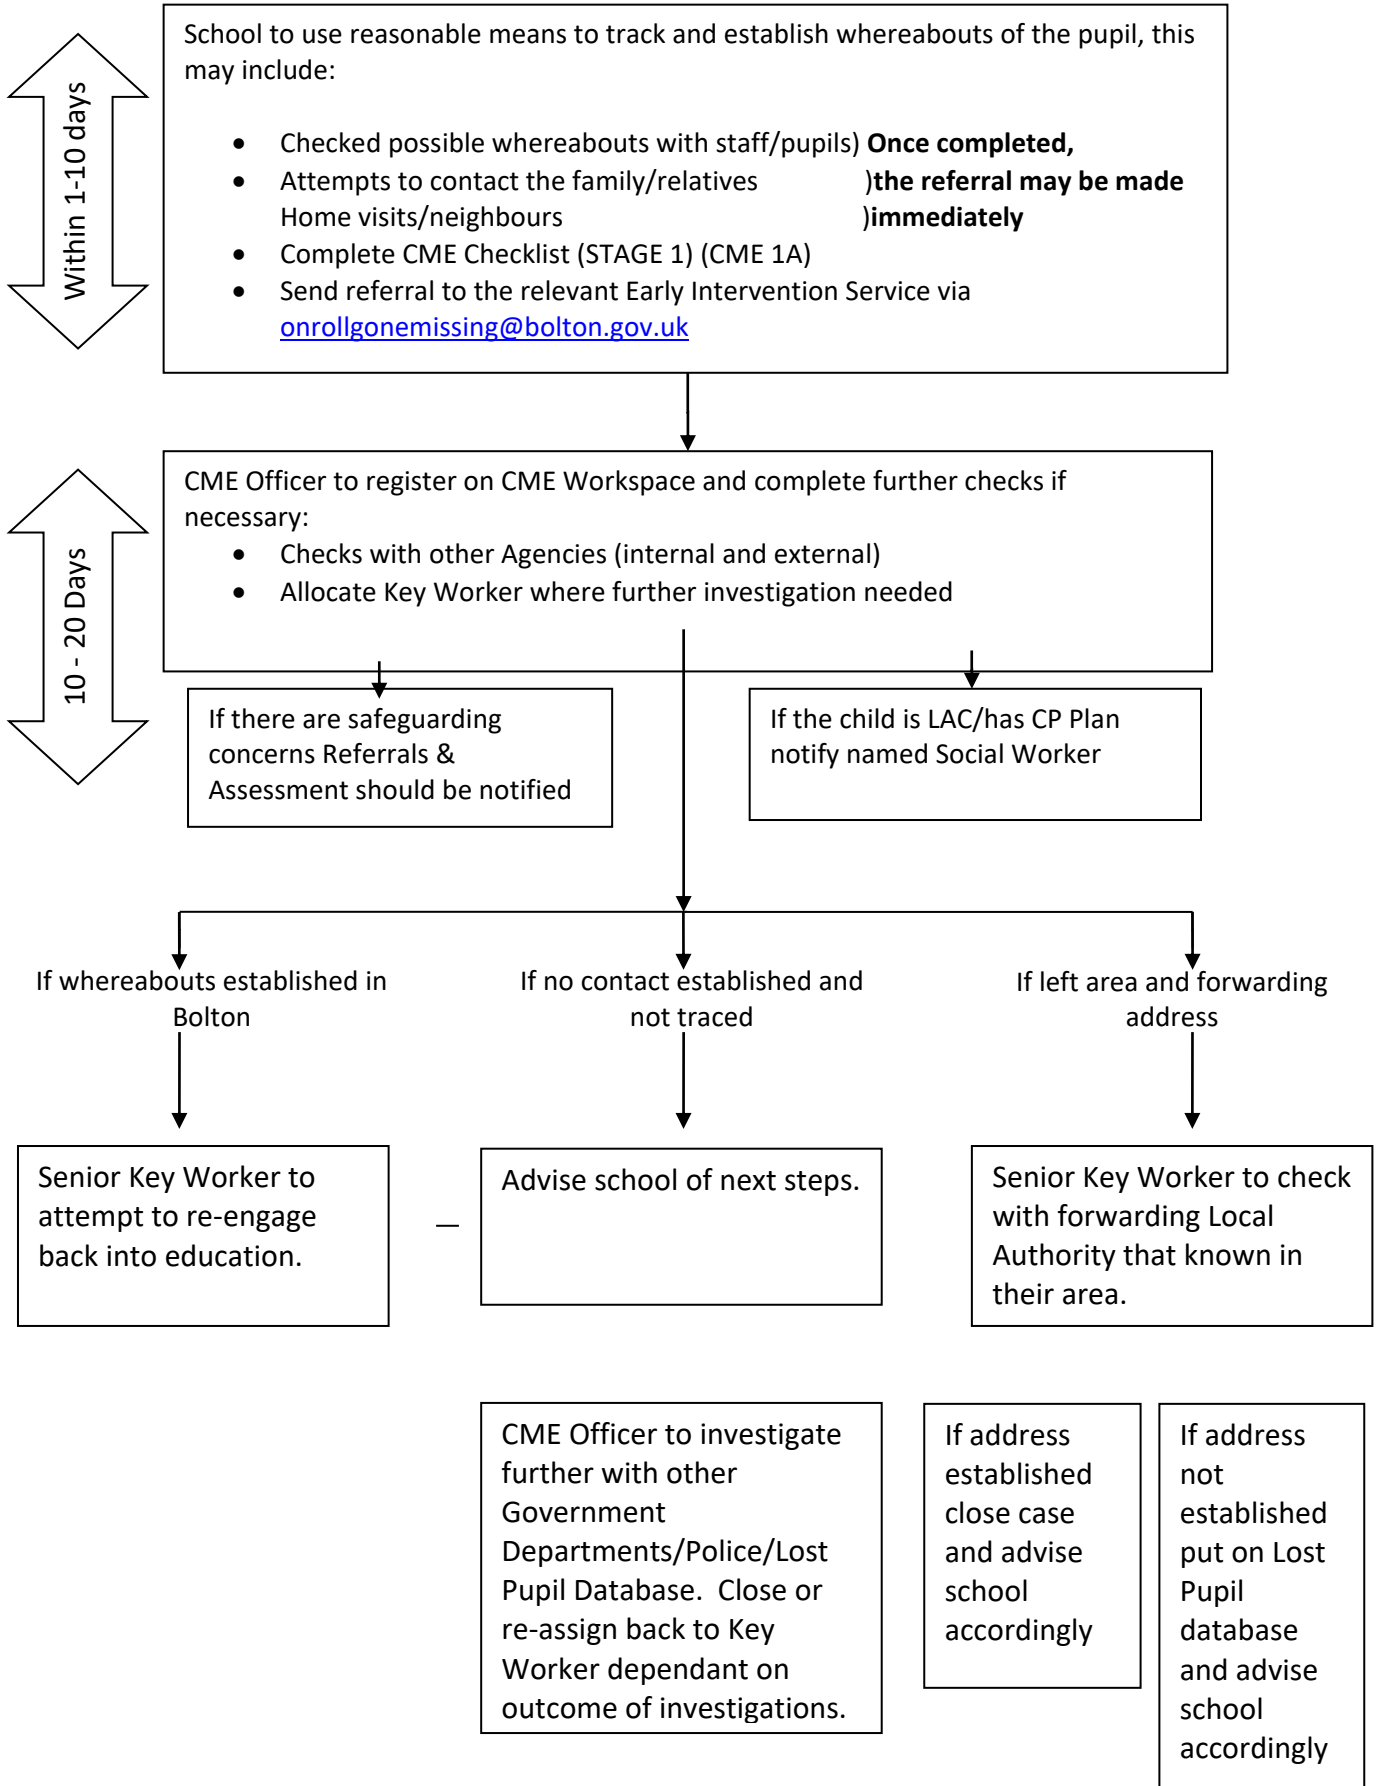 Within 1-10 days
School to use reasonable means to track and establish whereabouts of the pupil, this
may include:
• Checked possible whereabouts with staff/pupils) Once completed,
• Attempts to contact the family/relatives )the referral may be made
Home visits/neighbours )immediately
• Complete CME Checklist (STAGE 1) (CME 1A)
• Send referral to the relevant Early Intervention Service via
onrollgonemissing@bolton.gov.uk
10 - 20 Days
CME Officer to register on CME Workspace and complete further checks if
necessary:
• Checks with other Agencies (internal and external)
• Allocate Key Worker where further investigation needed
If there are safeguarding
concerns Referrals &
Assessment should be notified
If the child is LAC/has CP Plan
notify named Social Worker
If whereabouts established in
Bolton
If no contact established and
not traced
If left area and forwarding
address
Senior Key Worker to
attempt to re-engage
back into education.
Advise school of next steps.
Senior Key Worker to check
with forwarding Local
Authority that known in
their area.
CME Officer to investigate
further with other
Government
Departments/Police/Lost
Pupil Database.  Close or
re-assign back to Key
Worker dependant on
outcome of investigations.
If address
established
close case
and advise
school
accordingly
If address
not
established
put on Lost
Pupil
database
and advise
school
accordingly